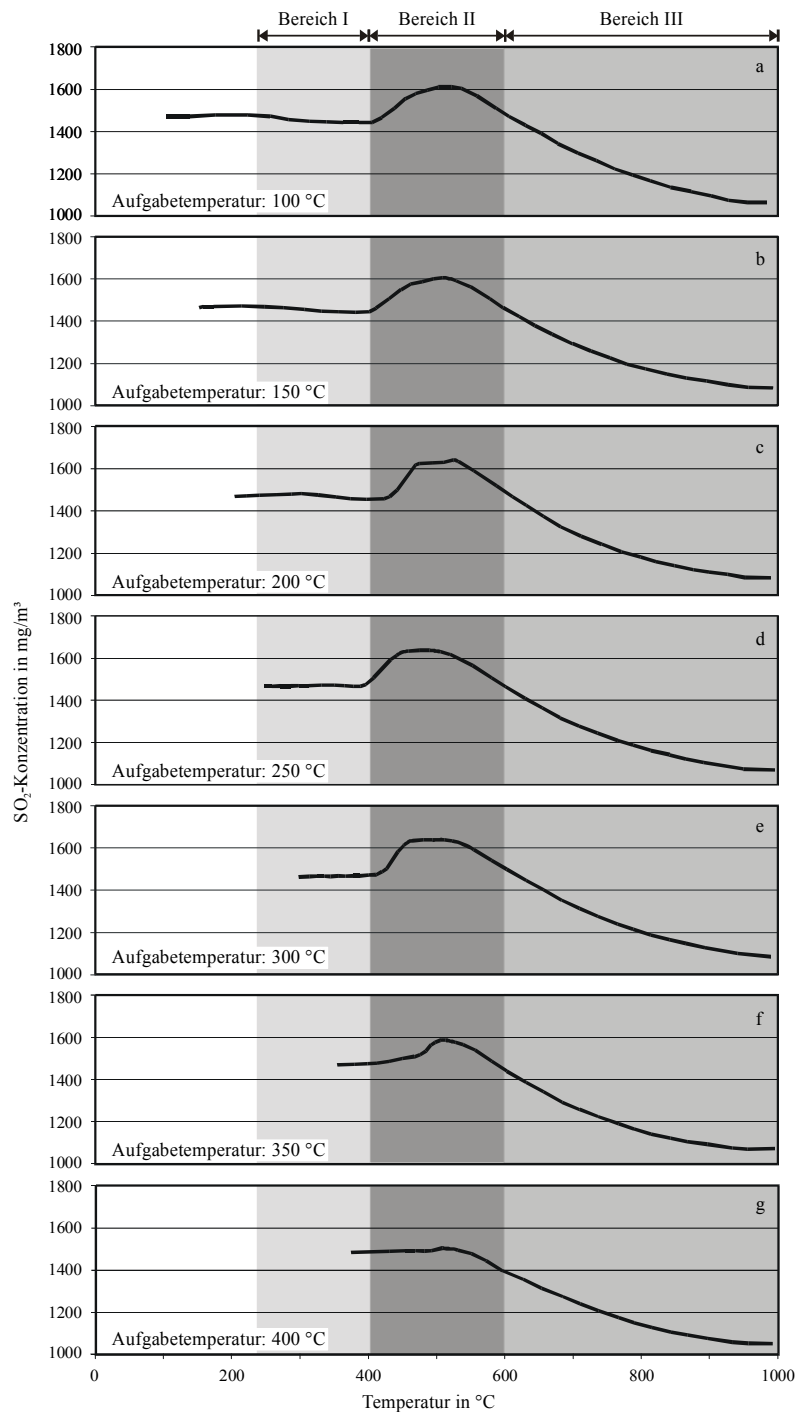 Bereich I Bereich II Bereich III
1800
1600
1400
1200
1000
a
Aufgabetemperatur: 100 °C
1800
1600
1400
1200
1000
b
Aufgabetemperatur: 150 °C
1800
1600
1400
1200
1000
c
Aufgabetemperatur: 200 °C
1800
1600
1400
1200
1000
d
Aufgabetemperatur: 250 °C
1800
1600
1400
1200
1000
e
Aufgabetemperatur: 300 °C
1800
1600
1400
1200
1000
f
Aufgabetemperatur: 350 °C
1800
1600
1400
1200
1000
g
Aufgabetemperatur: 400 °C
SO₂-Konzentration in mg/m³
0 200 400 600 800 1000
Temperatur in °C